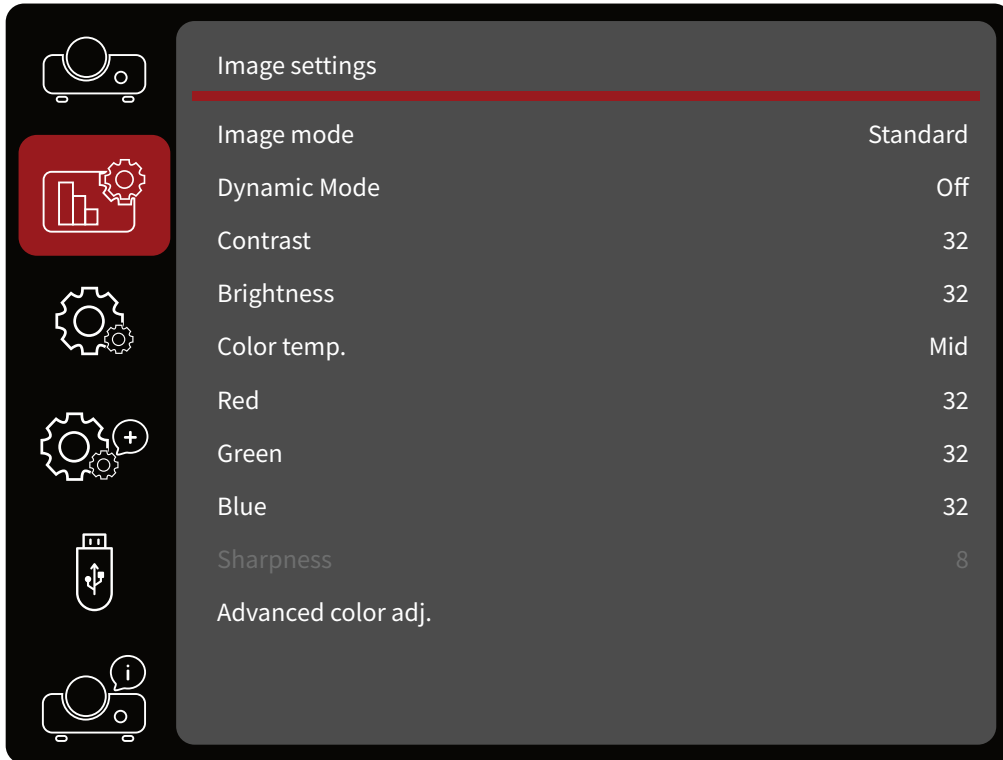 Image settings
Image mode Standard
Dynamic Mode Off
Contrast 32
Brightness 32
Color temp. Mid
Red 32
Green 32
Blue 32
Sharpness 8
Advanced color adj.
i